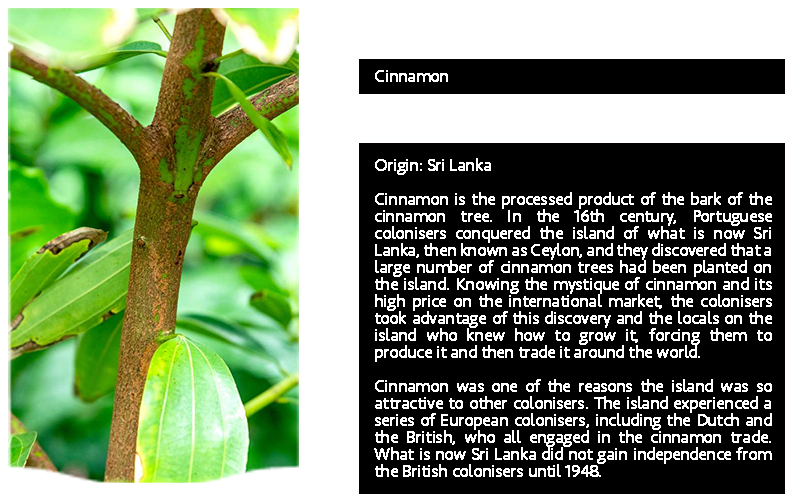 Cinnamon
Origin: Sri Lanka
Cinnamon is the processed product of the bark of the
cinnamon tree. In the 16th century, Portuguese
colonisers conquered the island of what is now Sri
Lanka, then known as Ceylon, and they discovered that a
large number of cinnamon trees had been planted on
the island. Knowing the mystique of cinnamon and its
high price on the international market, the colonisers
took advantage of this discovery and the locals on the
island who knew how to grow it, forcing them to
produce it and then trade it around the world.
Cinnamon was one of the reasons the island was so
attractive to other colonisers. The island experienced a
series of European colonisers, including the Dutch and
the British, who all engaged in the cinnamon trade.
What is now Sri Lanka did not gain independence from
the British colonisers until 1948.